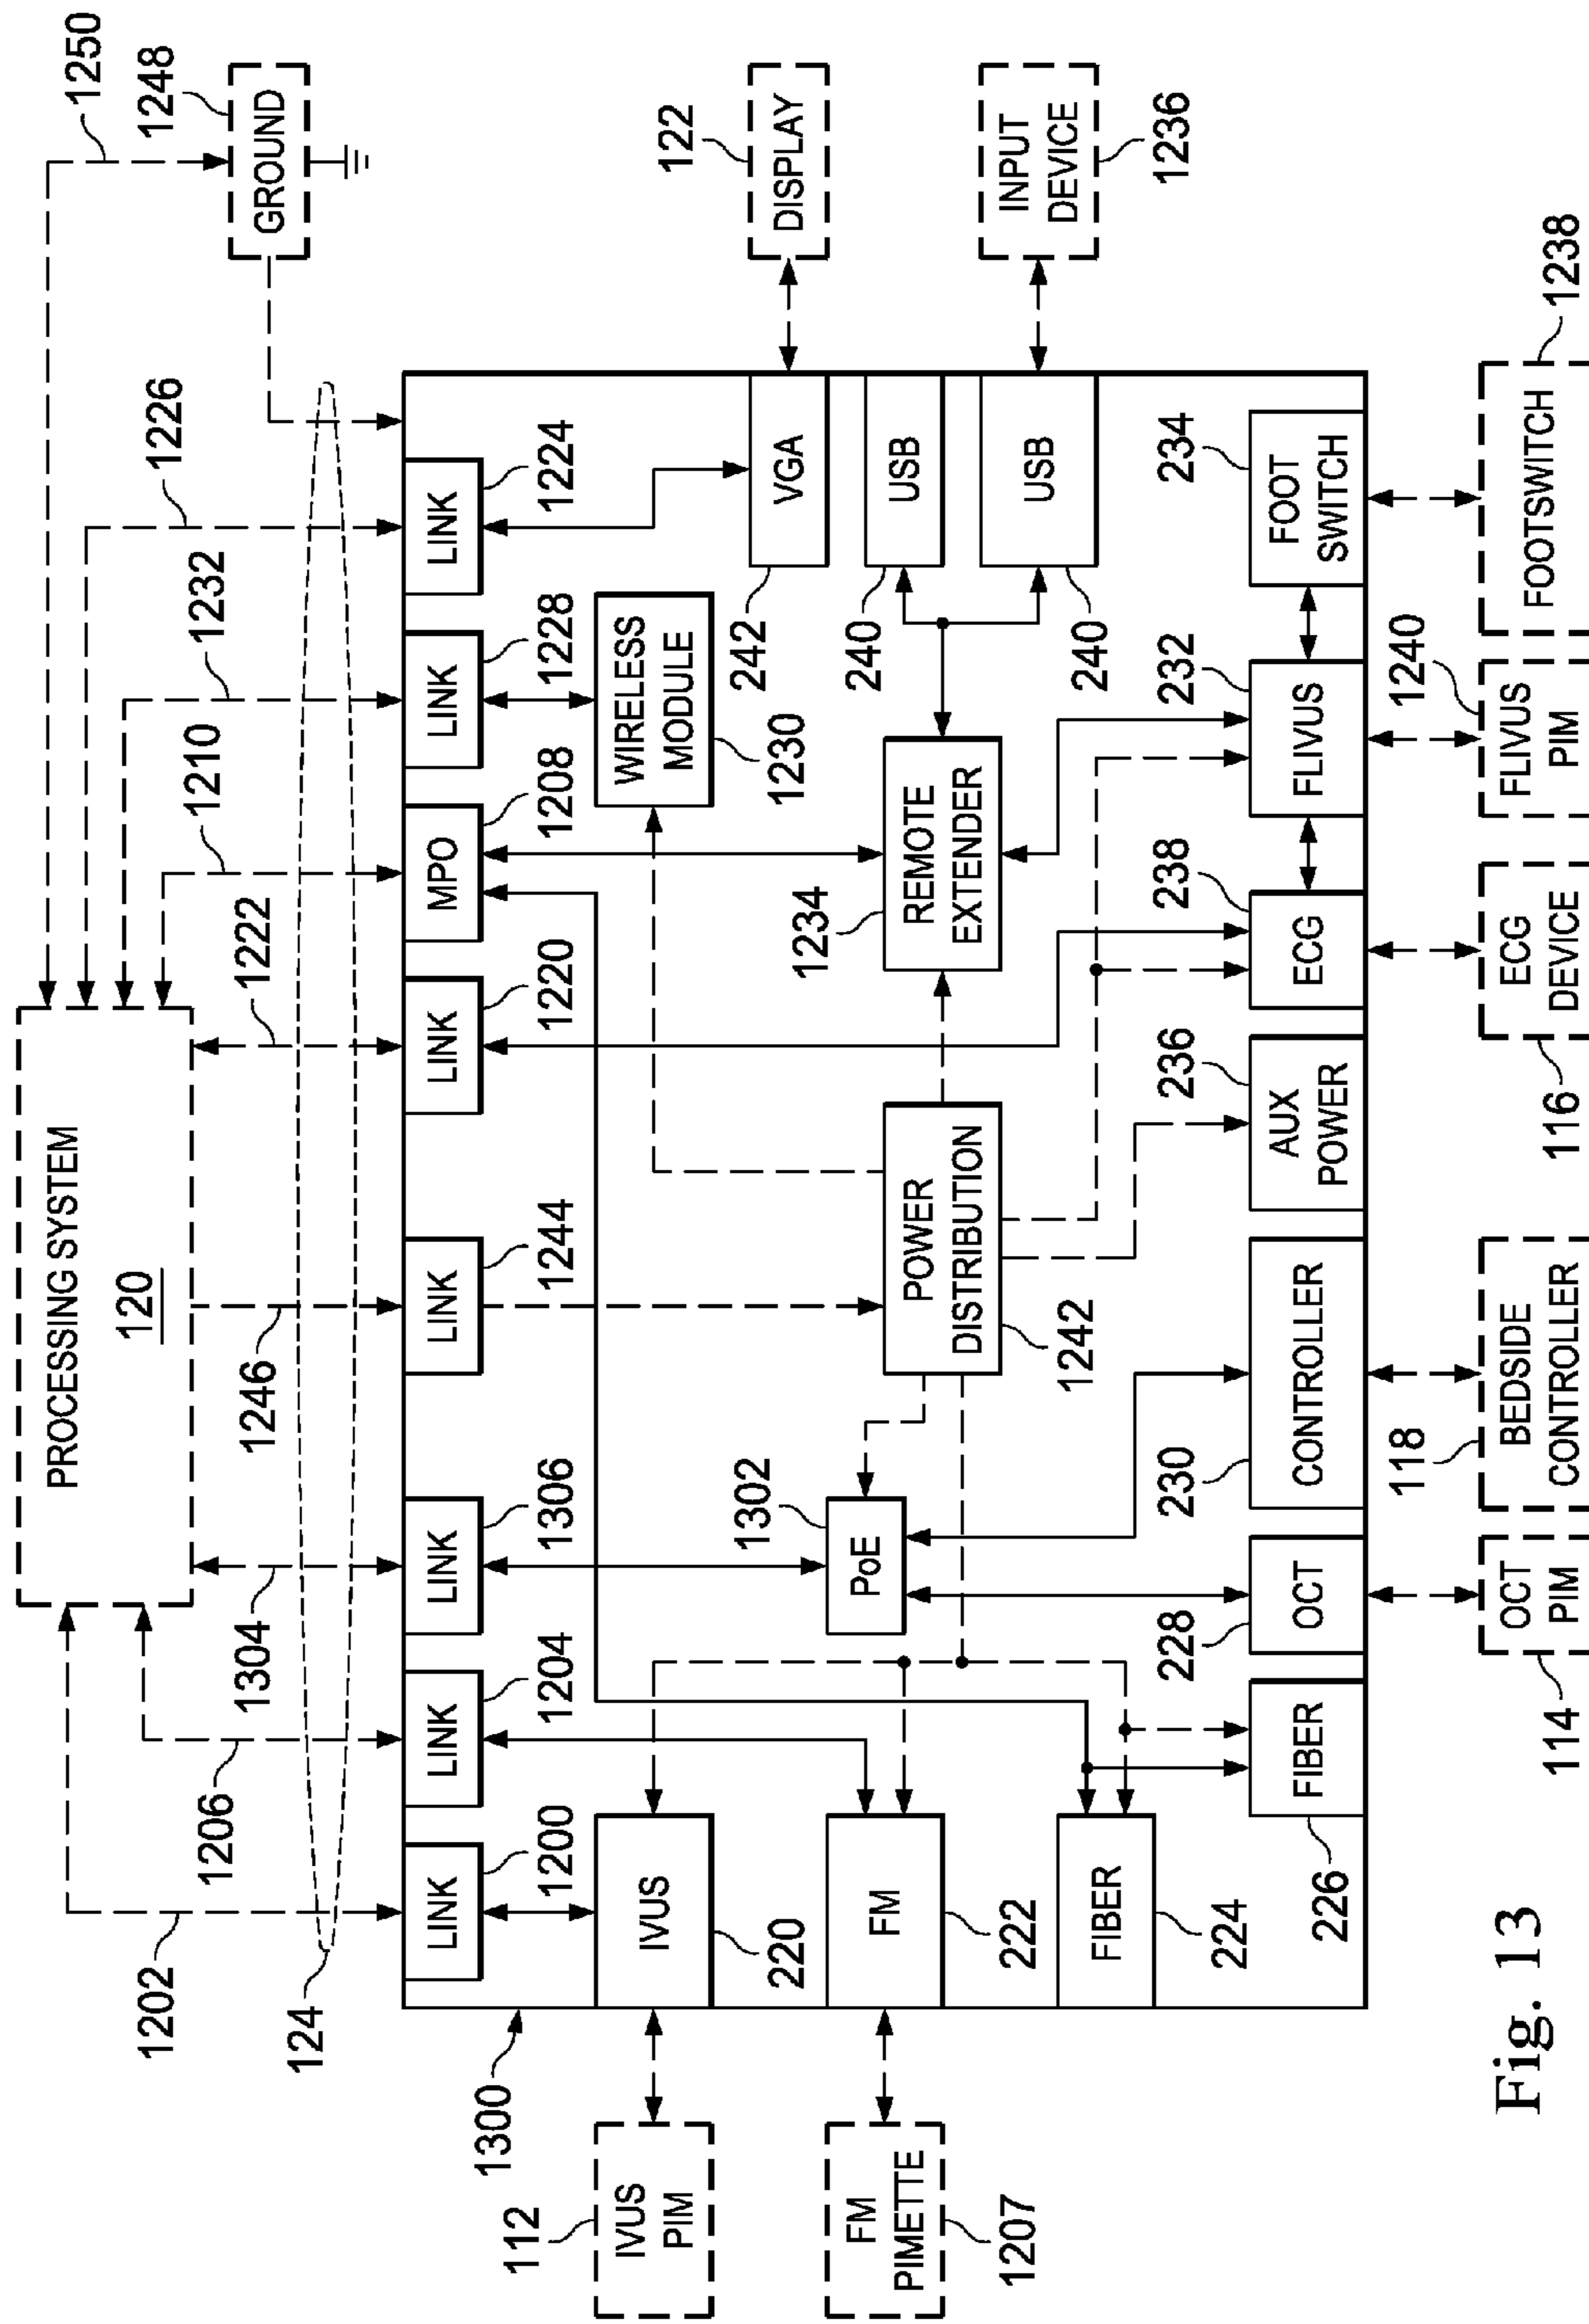 PROCESSING SYSTEM
120
1250
1248
GROUND
1202
124
1206
1304
1246
1222
1210
1232
1226
LINK
1200
LINK
1204
LINK
1306
LINK
1244
LINK
1220
MPO
1208
LINK
1228
LINK
1224
1300
112
IVUS
PIM
IVUS
220
WIRELESS
MODULE
1230
VGA
242
DISPLAY
122
FM
PIMETTE
1207
FM
222
PoE
1302
POWER
DISTRIBUTION
1242
REMOTE
EXTENDER
1234
USB
240
USB
240
INPUT
DEVICE
1236
FIBER
224
FIBER
226
OCT
228
CONTROLLER
230
AUX
POWER
236
ECG
238
FLIVUS
232
FOOT
SWITCH
234
OCT
PIM
114
BEDSIDE
CONTROLLER
118
ECG
DEVICE
116
FLIVUS
PIM
1240
FOOTSWITCH
1238
Fig. 13